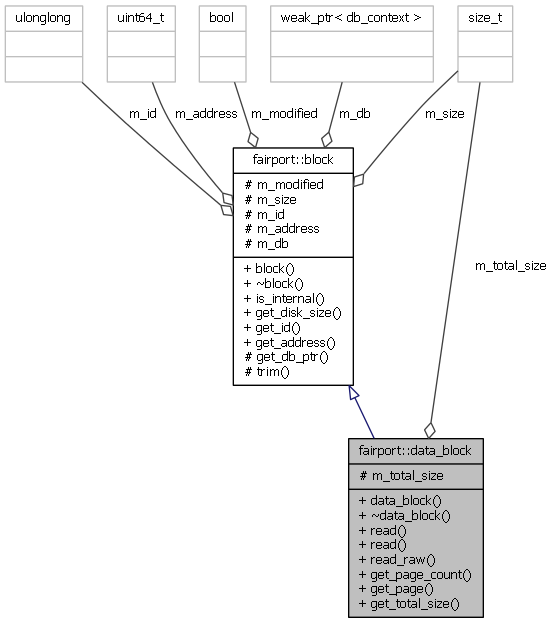 ulonglong
uint64_t
bool
weak_ptr< db_context >
size_t
m_id
m_address
m_modified
m_db
m_size
fairport::block
# m_modified
# m_size
# m_id
# m_address
# m_db
+ block()
+ ~block()
+ is_internal()
+ get_disk_size()
+ get_id()
+ get_address()
# get_db_ptr()
# trim()
m_total_size
fairport::data_block
# m_total_size
+ data_block()
+ ~data_block()
+ read()
+ read()
+ read_raw()
+ get_page_count()
+ get_page()
+ get_total_size()